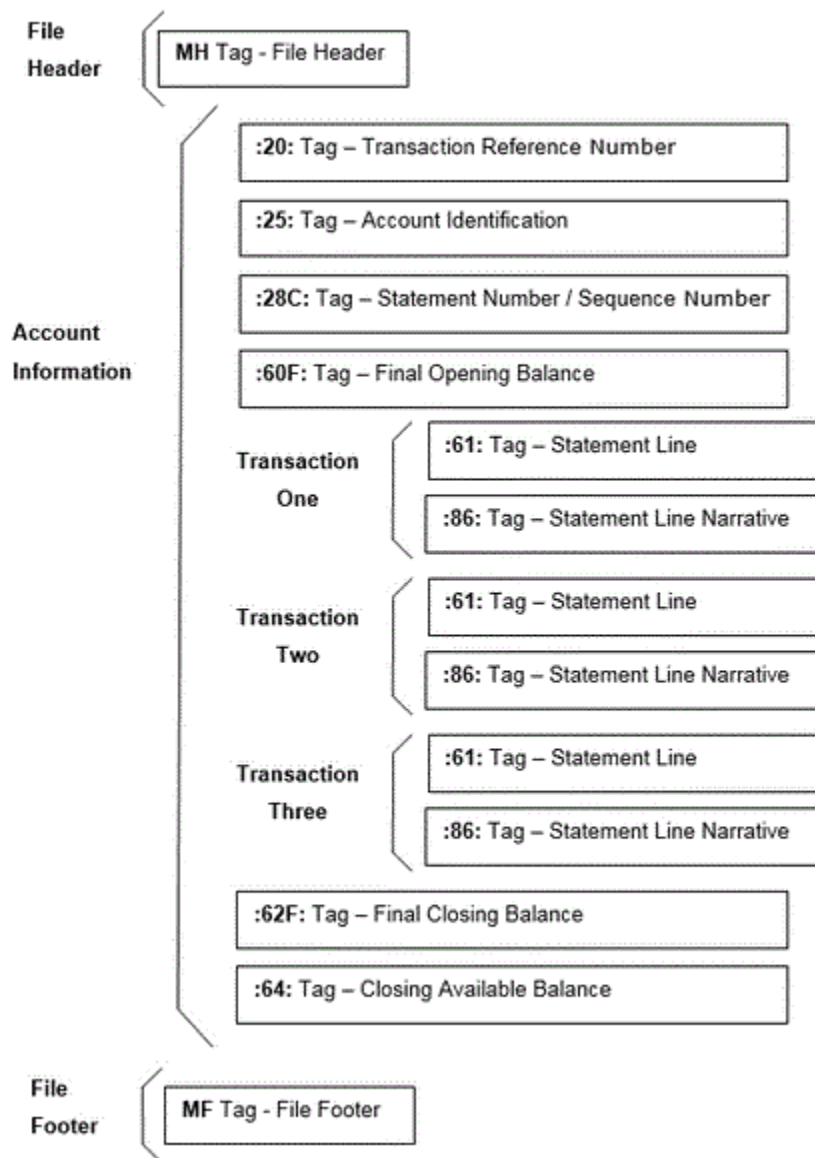 File
Header
MH Tag - File Header
:20: Tag – Transaction Reference Number
:25: Tag – Account Identification
:28C: Tag – Statement Number / Sequence Number
Account
Information
:60F: Tag – Final Opening Balance
Transaction
One
:61: Tag – Statement Line
:86: Tag – Statement Line Narrative
Transaction
Two
:61: Tag – Statement Line
:86: Tag – Statement Line Narrative
Transaction
Three
:61: Tag – Statement Line
:86: Tag – Statement Line Narrative
:62F: Tag – Final Closing Balance
:64: Tag – Closing Available Balance
File
Footer
MF Tag - File Footer